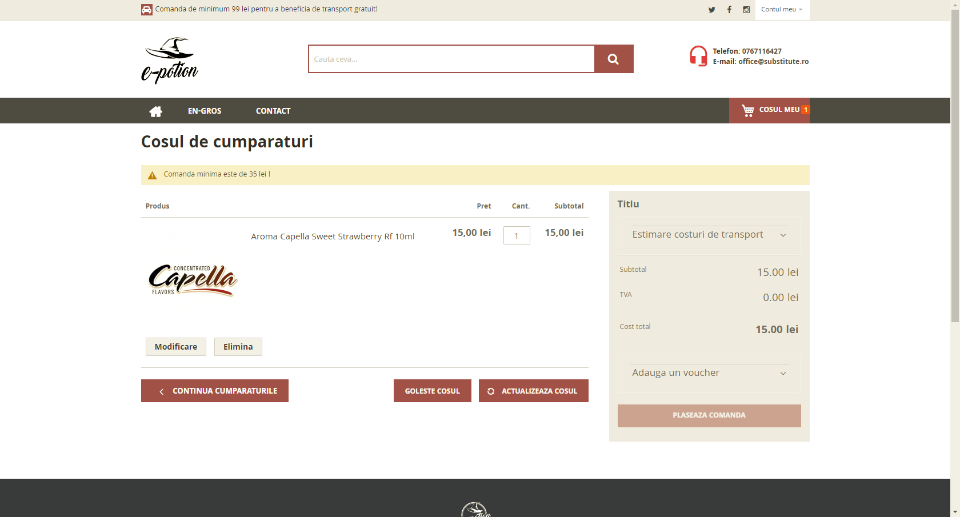 Comanda de minimum 99 lei pentru a beneficia de transport gratuit!
Contul meu
e-potion
Cauta ceva...
Telefon: 0767116427
E-mail: office@substitute.ro
EN-GROS
CONTACT
COSUL MEU 1
Cosul de cumparaturi
Comanda minima este de 35 lei !
Produs
Pret
Cant.
Subtotal
Aroma Capella Sweet Strawberry Rf 10ml
15,00 lei
1
15,00 lei
CONCENTRATED
Capella
FLAVORS
Modificare
Elimina
CONTINUA CUMPARATURILE
GOLESTE COSUL
ACTUALIZEAZA COSUL
Titlu
Estimare costuri de transport
Subtotal
15.00 lei
TVA
0.00 lei
Cost total
15.00 lei
Adauga un voucher
PLASEAZA COMANDA